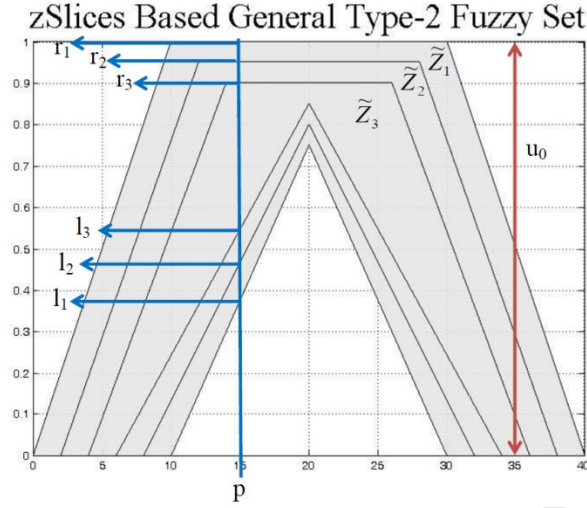 zSlices Based General Type-2 Fuzzy Set
1
r₁
r₂
r₃
0.9
0.8
0.7
0.6
0.5
0.4
0.3
0.2
0.1
0
l₃
l₂
l₁
Z̃₁
Z̃₂
Z̃₃
u₀
0 5 10 15 20 25 30 35 40
p